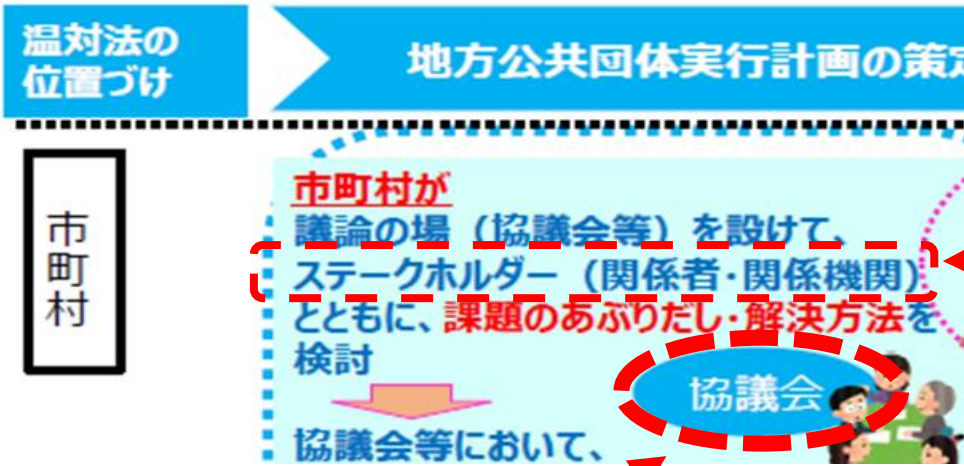 温対法の
位置づけ
地方公共団体実行計画の策定
市町村
市町村が
議論の場（協議会等）を設けて、
ステークホルダー（関係者・関係機関）
とともに、課題のあぶりだし・解決方法を
検討
協議会
協議会等において、